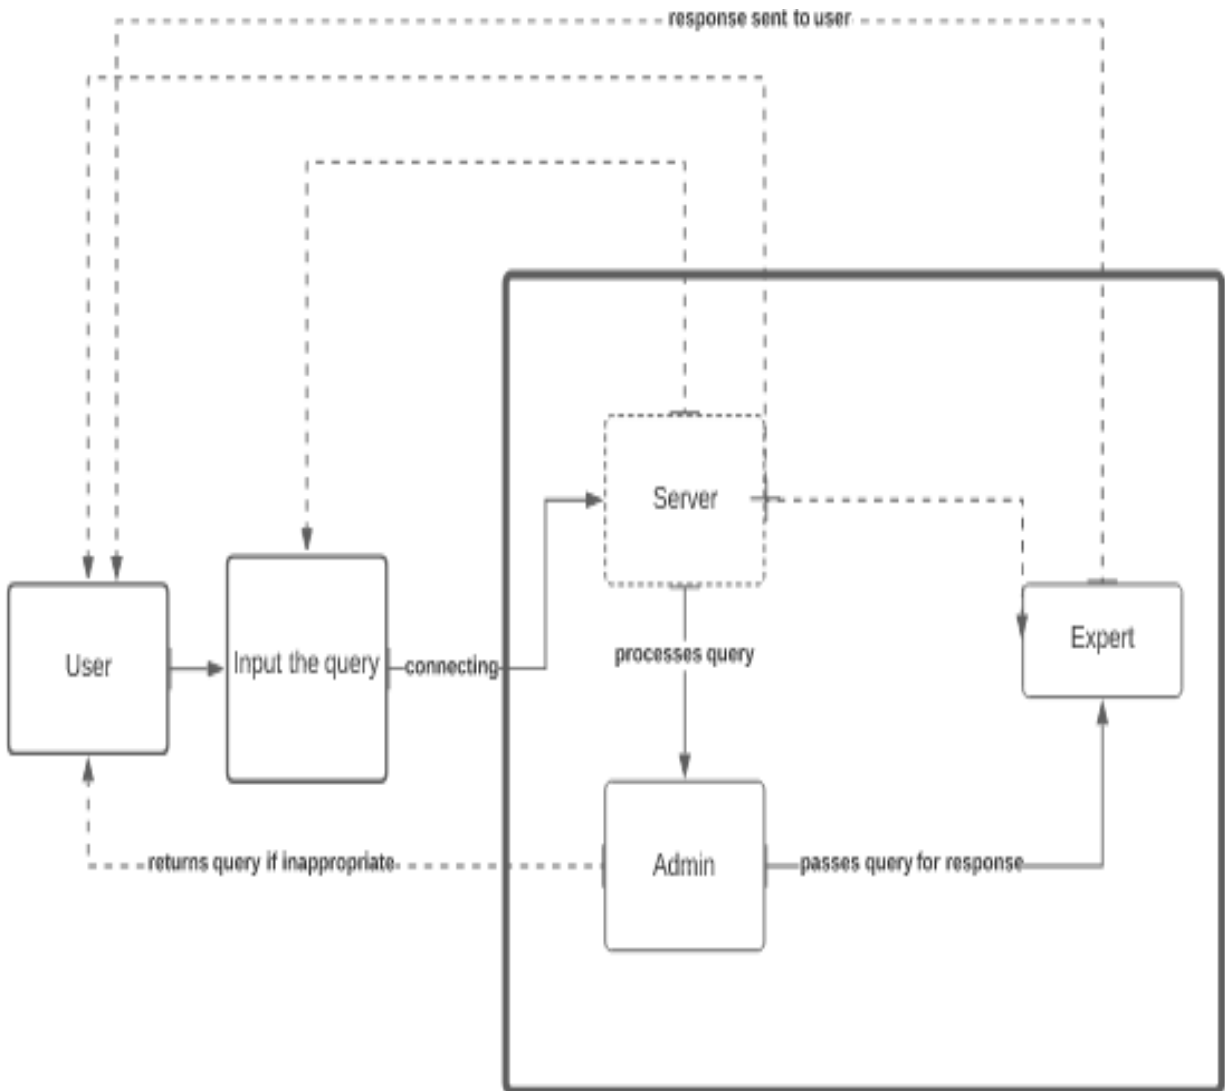 response sent to user
Server
processes query
Expert
User
Input the query
connecting
returns query if inappropriate
Admin
passes query for response